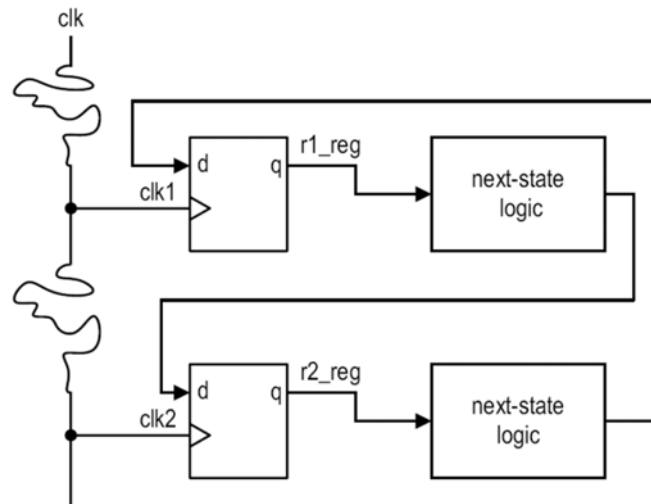 clk
d
q
r1_reg
clk1
next-state
logic
d
q
r2_reg
clk2
next-state
logic